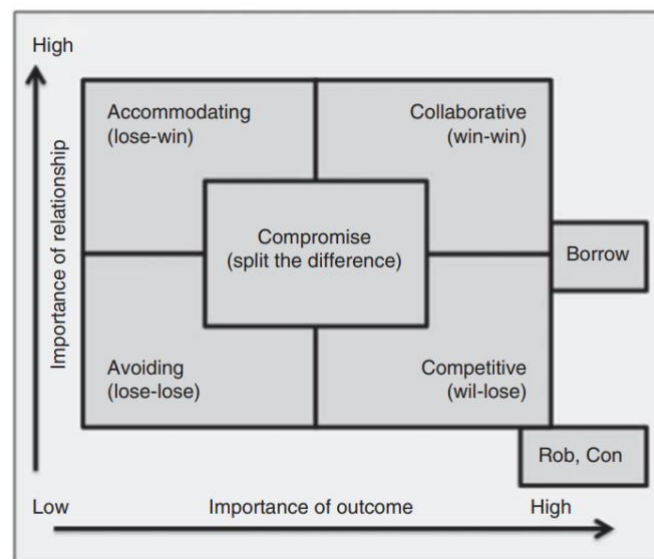 High
Accommodating
(lose-win)
Collaborative
(win-win)
Importance of relationship
Compromise
(split the difference)
Borrow
Avoiding
(lose-lose)
Competitive
(wil-lose)
Rob, Con
Low
Importance of outcome
High